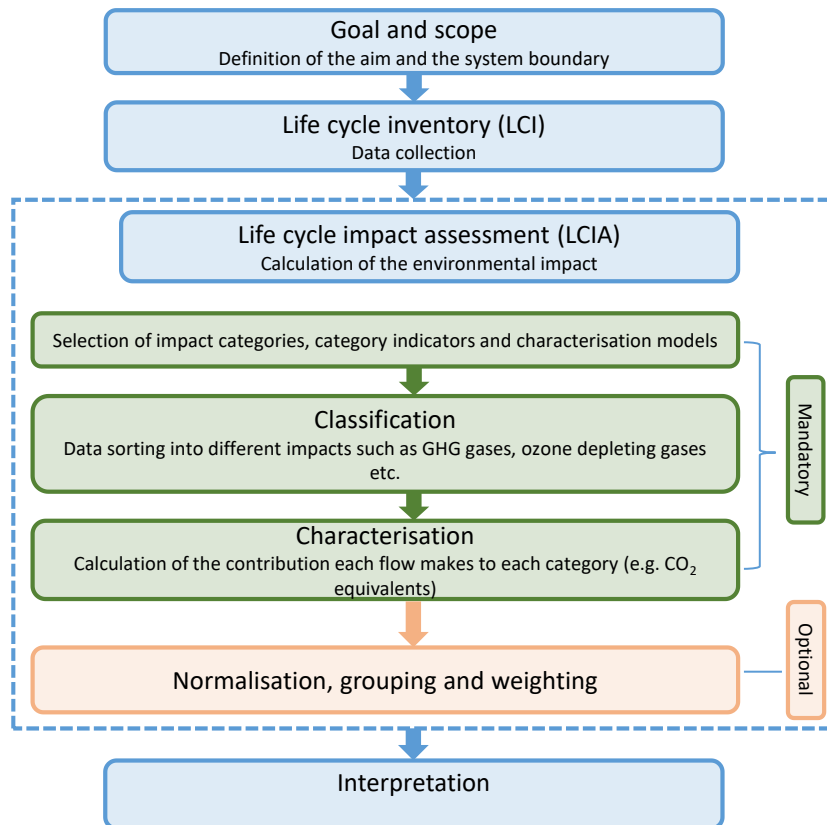 Goal and scope
Definition of the aim and the system boundary
Life cycle inventory (LCI)
Data collection
Life cycle impact assessment (LCIA)
Calculation of the environmental impact
Selection of impact categories, category indicators and characterisation models
Classification
Data sorting into different impacts such as GHG gases, ozone depleting gases
etc.
Mandatory
Characterisation
Calculation of the contribution each flow makes to each category (e.g. CO₂
equivalents)
Normalisation, grouping and weighting
Optional
Interpretation